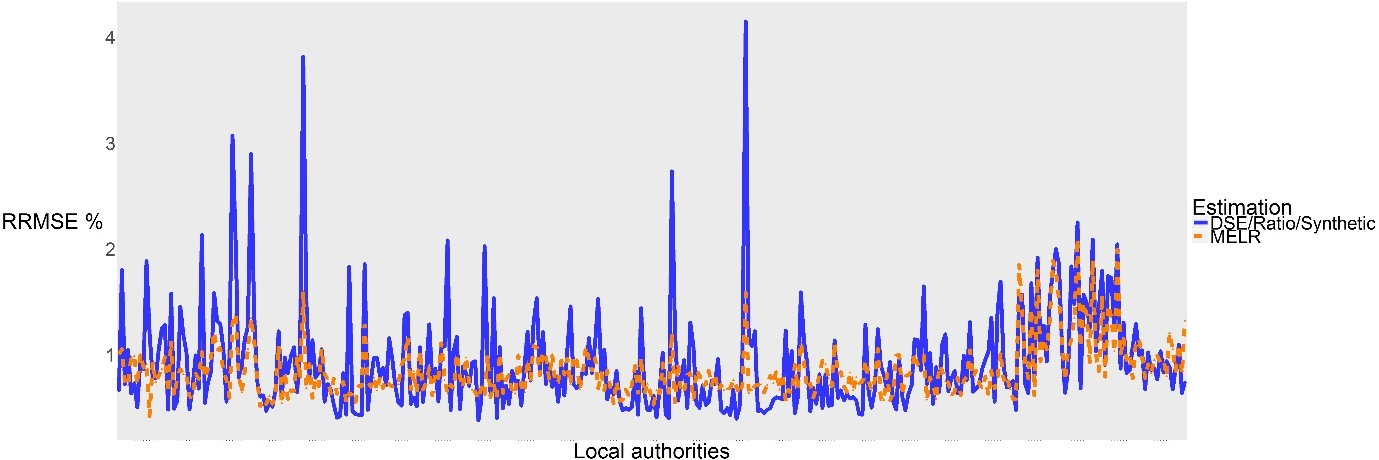 4
3
RRMSE %
2
1
Local authorities
Estimation
DSE/Ratio/Synthetic
MELR